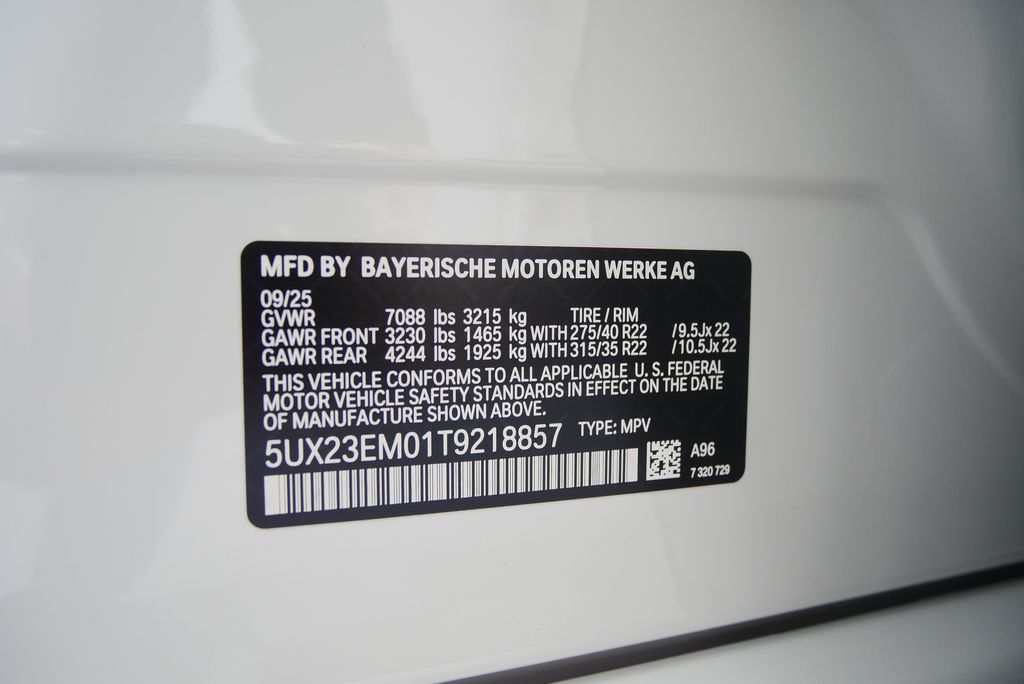 MFD BY BAYERISCHE MOTOREN WERKE AG
09/25
GVWR 7088 lbs 3215 kg TIRE / RIM
GAWR FRONT 3230 lbs 1465 kg WITH 275/40 R22 /9.5Jx 22
GAWR REAR 4244 lbs 1925 kg WITH 315/35 R22 /10.5Jx 22
THIS VEHICLE CONFORMS TO ALL APPLICABLE U. S. FEDERAL
MOTOR VEHICLE SAFETY STANDARDS IN EFFECT ON THE DATE
OF MANUFACTURE SHOWN ABOVE.
5UX23EM01T9218857 TYPE: MPV
A96
7 320 729